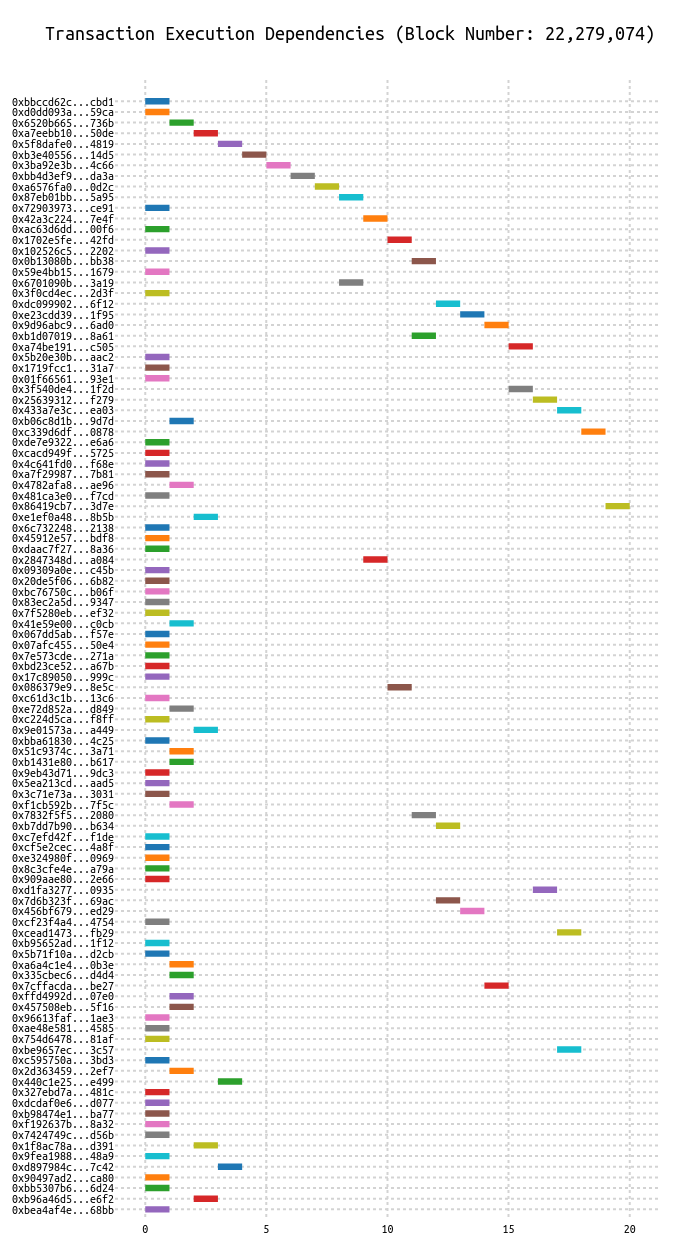 Transaction Execution Dependencies (Block Number: 22,279,074)
0xbbccd62c...cbd1
0xd0dd093a...59ca
0x6520b665...736b
0xa7eebb10...50de
0x5f8dafe0...4819
0xb3e40556...14d5
0x3ba92e3b...4c66
0xbb4d3ef9...da3a
0xa6576fa0...0d2c
0x87eb01bb...5a95
0x72903973...ce91
0x42a3c224...7e4f
0xac63d6dd...00f6
0x1702e5fe...42fd
0x102526c5...2202
0x0b13080b...bb38
0x59e4bb15...1679
0x6701090b...3a19
0x3f0cd4ec...2d3f
0xdc099902...6f12
0xe23cdd39...1f95
0x9d96abc9...6ad0
0xb1d07019...8a61
0xa74be191...c505
0x5b20e30b...aac2
0x1719fcc1...31a7
0x01f66561...93e1
0x3f540de4...1f2d
0x25639312...f279
0x433a7e3c...ea03
0xb06c8d1b...9d7d
0xc339d6df...0878
0xde7e9322...e6a6
0xcacd949f...5725
0x4c641fd0...f68e
0xa7f29987...7b81
0x4782afa8...ae96
0x481ca3e0...f7cd
0x86419cb7...3d7e
0xe1ef0a48...8b5b
0x6c732248...2138
0x45912e57...bdf8
0xdaac7f27...8a36
0x2847348d...a084
0x09309a0e...c45b
0x20de5f06...6b82
0xbc76750c...b06f
0x83ec2a5d...9347
0x7f5280eb...ef32
0x41e59e00...c0cb
0x067dd5ab...f57e
0x07afc455...50e4
0x7e573cde...271a
0xbd23ce52...a67b
0x17c89050...999c
0x086379e9...8e5c
0xc61d3c1b...13c6
0xe72d852a...d849
0xc224d5ca...f8ff
0x9e01573a...a449
0xbba61830...4c25
0x51c9374c...3a71
0xb1431e80...b617
0x9eb43d71...9dc3
0x5ea213cd...aad5
0x3c71e73a...3031
0xf1cb592b...7f5c
0x7832f5f5...2080
0xb7dd7b90...b634
0xc7efd42f...f1de
0xcf5e2cec...4a8f
0xe324980f...0969
0x8c3cfe4e...a79a
0x909aae80...2e66
0xd1fa3277...0935
0x7d6b323f...69ac
0x456bf679...ed29
0xcf23f4a4...4754
0xcead1473...fb29
0xb95652ad...1f12
0x5b71f10a...d2cb
0xa6a4c1e4...0b3e
0x335cbec6...d4d4
0x7cffacda...be27
0xffd4992d...07e0
0x457508eb...5f16
0x96613faf...1ae3
0xae48e581...4585
0x754d6478...81af
0xbe9657ec...3c57
0xc595750a...3bd3
0x2d363459...2ef7
0x440c1e25...e499
0x327ebd7a...481c
0xdcdaf0e6...d077
0xb98474e1...ba77
0xf192637b...8a32
0x7424749c...d56b
0x1f8ac78a...d391
0x9fea1988...48a9
0xd897984c...7c42
0x90497ad2...ca80
0xbb5307b6...6d24
0xb96a46d5...e6f2
0xbea4af4e...68bb
0 5 10 15 20